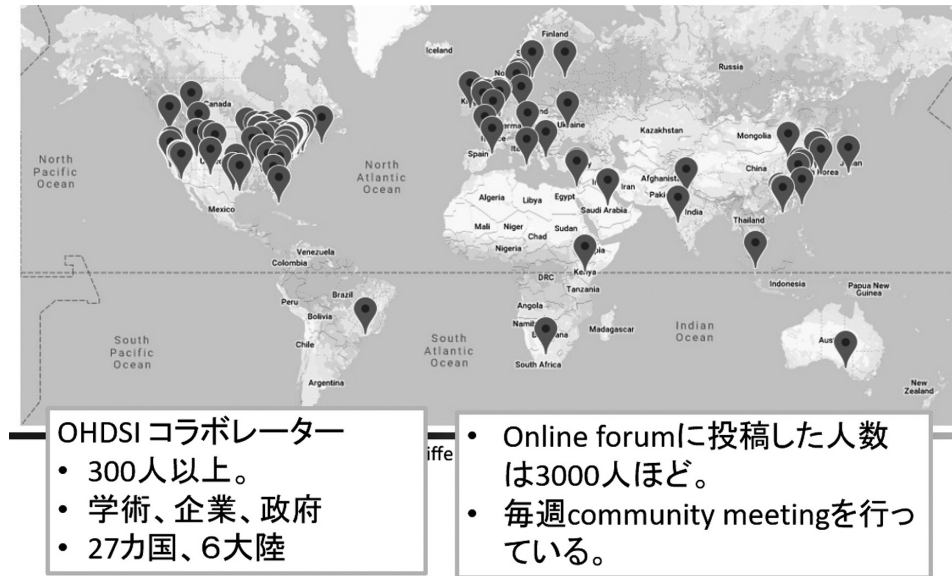 Finland
Iceland
Russia
Canada
Ukraine
Kazakhstan
Mongolia
North
Pacific
Ocean
North
Atlantic
Ocean
Spain
China
Afghanistan
Iran
Algeria
Libya
Egypt
Saudi Arabia
India
Mexico
Mali
Niger
Sudan
Chad
Thailand
Nigeria
Venezuela
Colombia
Kenya
DRC
Indonesia
Papua New
Guinea
Tanzania
Peru
Brazil
Angola
Bolivia
Madagascar
South
Pacific
Ocean
South
Atlantic
Ocean
Indian
Ocean
Chile
South Africa
Argentina
New
Zealand
OHDSI コラボレーター
• 300人以上。
• 学術、企業、政府
• 27カ国、6大陸
iffe
• Online forumに投稿した人数
は3000人ほど。
• 毎週community meetingを行っ
ている。